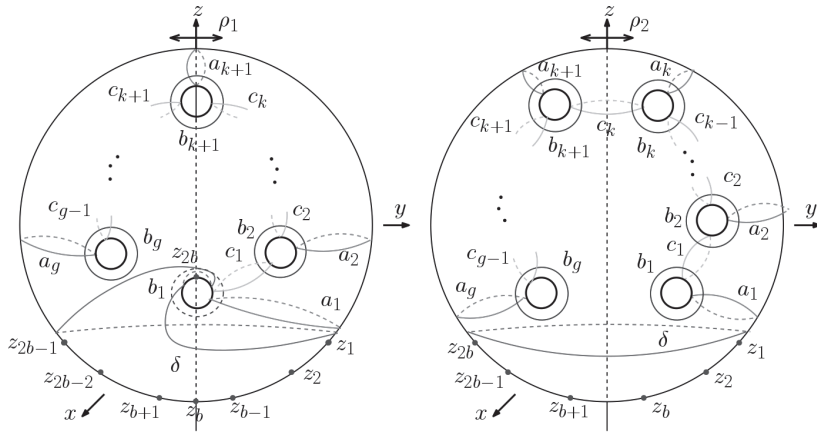 z
ρ_1
a_{k+1}
c_{k+1}
c_k
b_{k+1}
c_{g-1}
b_g
a_g
z_{2b}
b_2
c_2
c_1
a_2
y
b_1
a_1
δ
z_{2b-1}
z_1
z_{2b-2}
z_2
x
z_{b+1}
z_b
z_{b-1}
z
ρ_2
a_{k+1}
a_k
c_{k+1}
c_k
c_{k-1}
b_{k+1}
b_k
c_2
b_2
a_2
y
c_1
c_{g-1}
b_g
b_1
a_g
a_1
δ
z_{2b}
z_1
z_{2b-1}
z_2
x
z_{b+1}
z_b